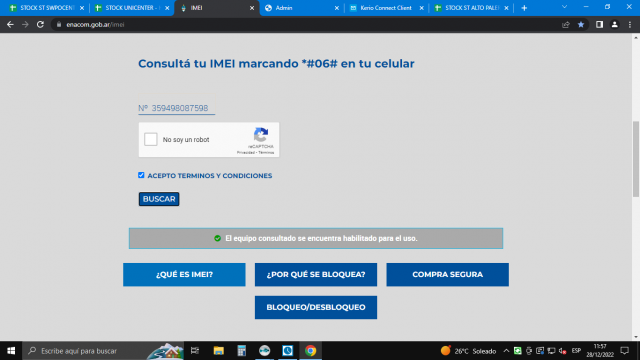 STOCK ST SWPOCENT
STOCK UNICENTER -
IMEI
Admin
Kerio Connect Client
STOCK ST ALTO PALE
enacom.gob.ar/imei
Consultá tu IMEI marcando *#06# en tu celular
Nº 359498087598
No soy un robot
reCAPTCHA
Privacidad • Términos
ACEPTO TERMINOS Y CONDICIONES
BUSCAR
El equipo consultado se encuentra habilitado para el uso.
¿QUÉ ES IMEI?
¿POR QUÉ SE BLOQUEA?
COMPRA SEGURA
BLOQUEO/DESBLOQUEO
Escribe aquí para buscar
26°C Soleado
ESP
11:57
28/12/2022